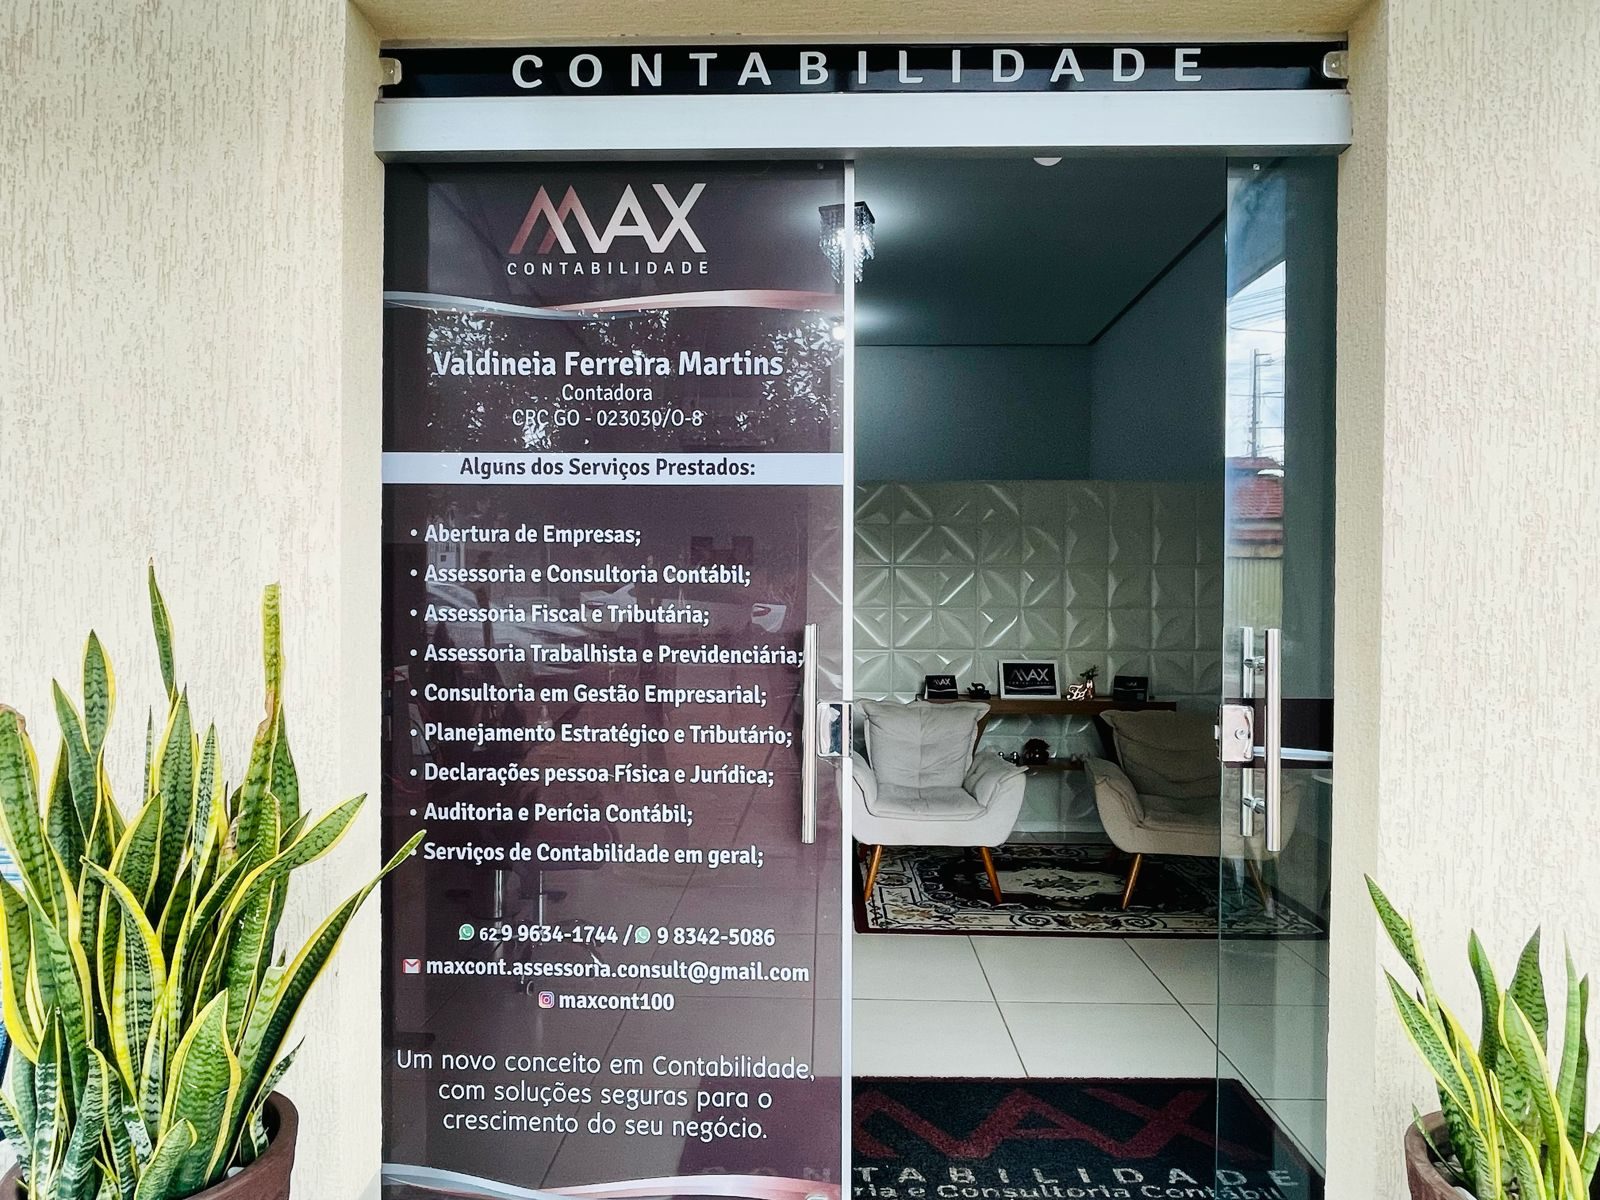 CONTABILIDADE
MAX
CONTABILIDADE
Valdineia Ferreira Martins
Contadora
CRC GO - 023030/O-8
Alguns dos Serviços Prestados:
• Abertura de Empresas;
• Assessoria e Consultoria Contábil;
• Assessoria Fiscal e Tributária;
• Assessoria Trabalhista e Previdenciária;
• Consultoria em Gestão Empresarial;
• Planejamento Estratégico e Tributário;
• Declarações pessoa Física e Jurídica;
• Auditoria e Perícia Contábil;
• Serviços de Contabilidade em geral;
62 9 9634-1744 / 9 8342-5086
maxcont.assessoria.consult@gmail.com
maxcont100
Um novo conceito em Contabilidade,
com soluções seguras para o
crescimento do seu negócio.
MAX
MAX
MAX
MAX
CONTABILIDADE
ria e Consultoria Contábil